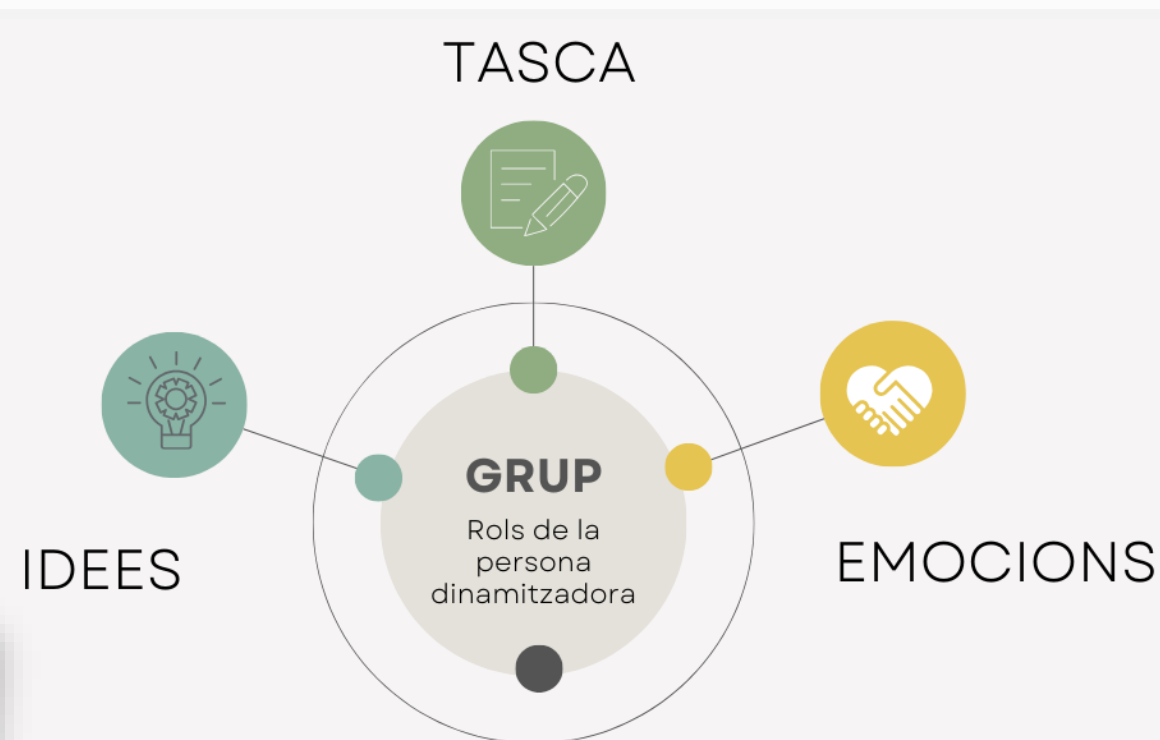 TASCA
IDEES
GRUP
Rols de la
persona
dinamitzadora
EMOCIONS